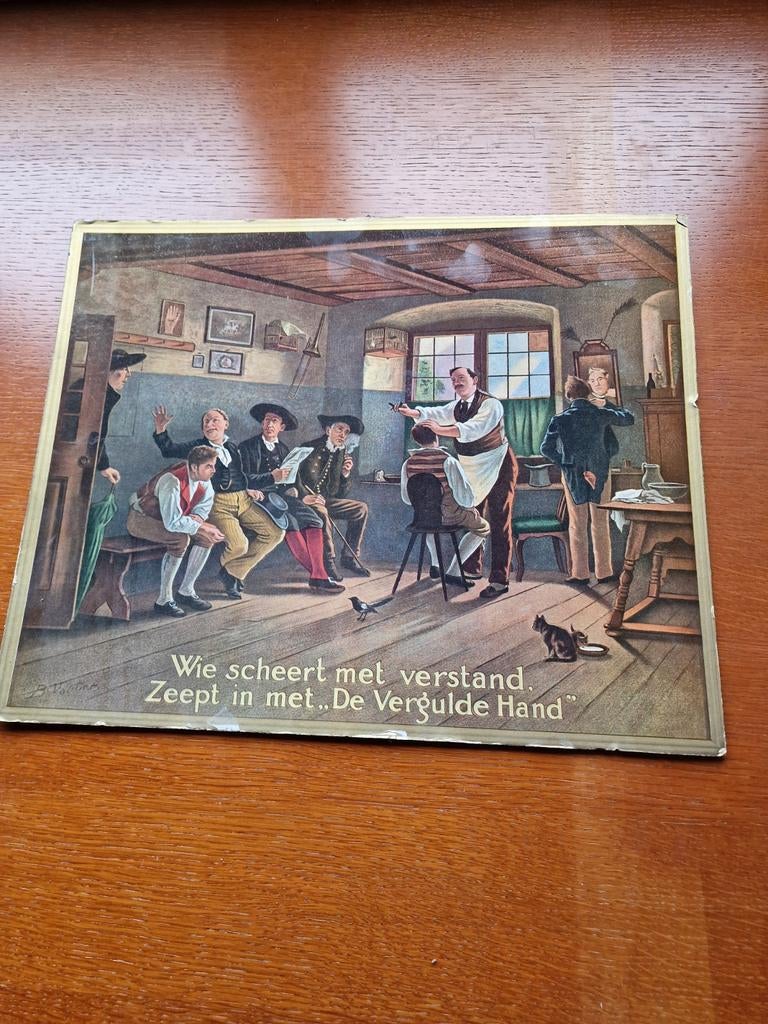 Wie scheert met verstand,
Zeept in met „De Vergulde Hand”